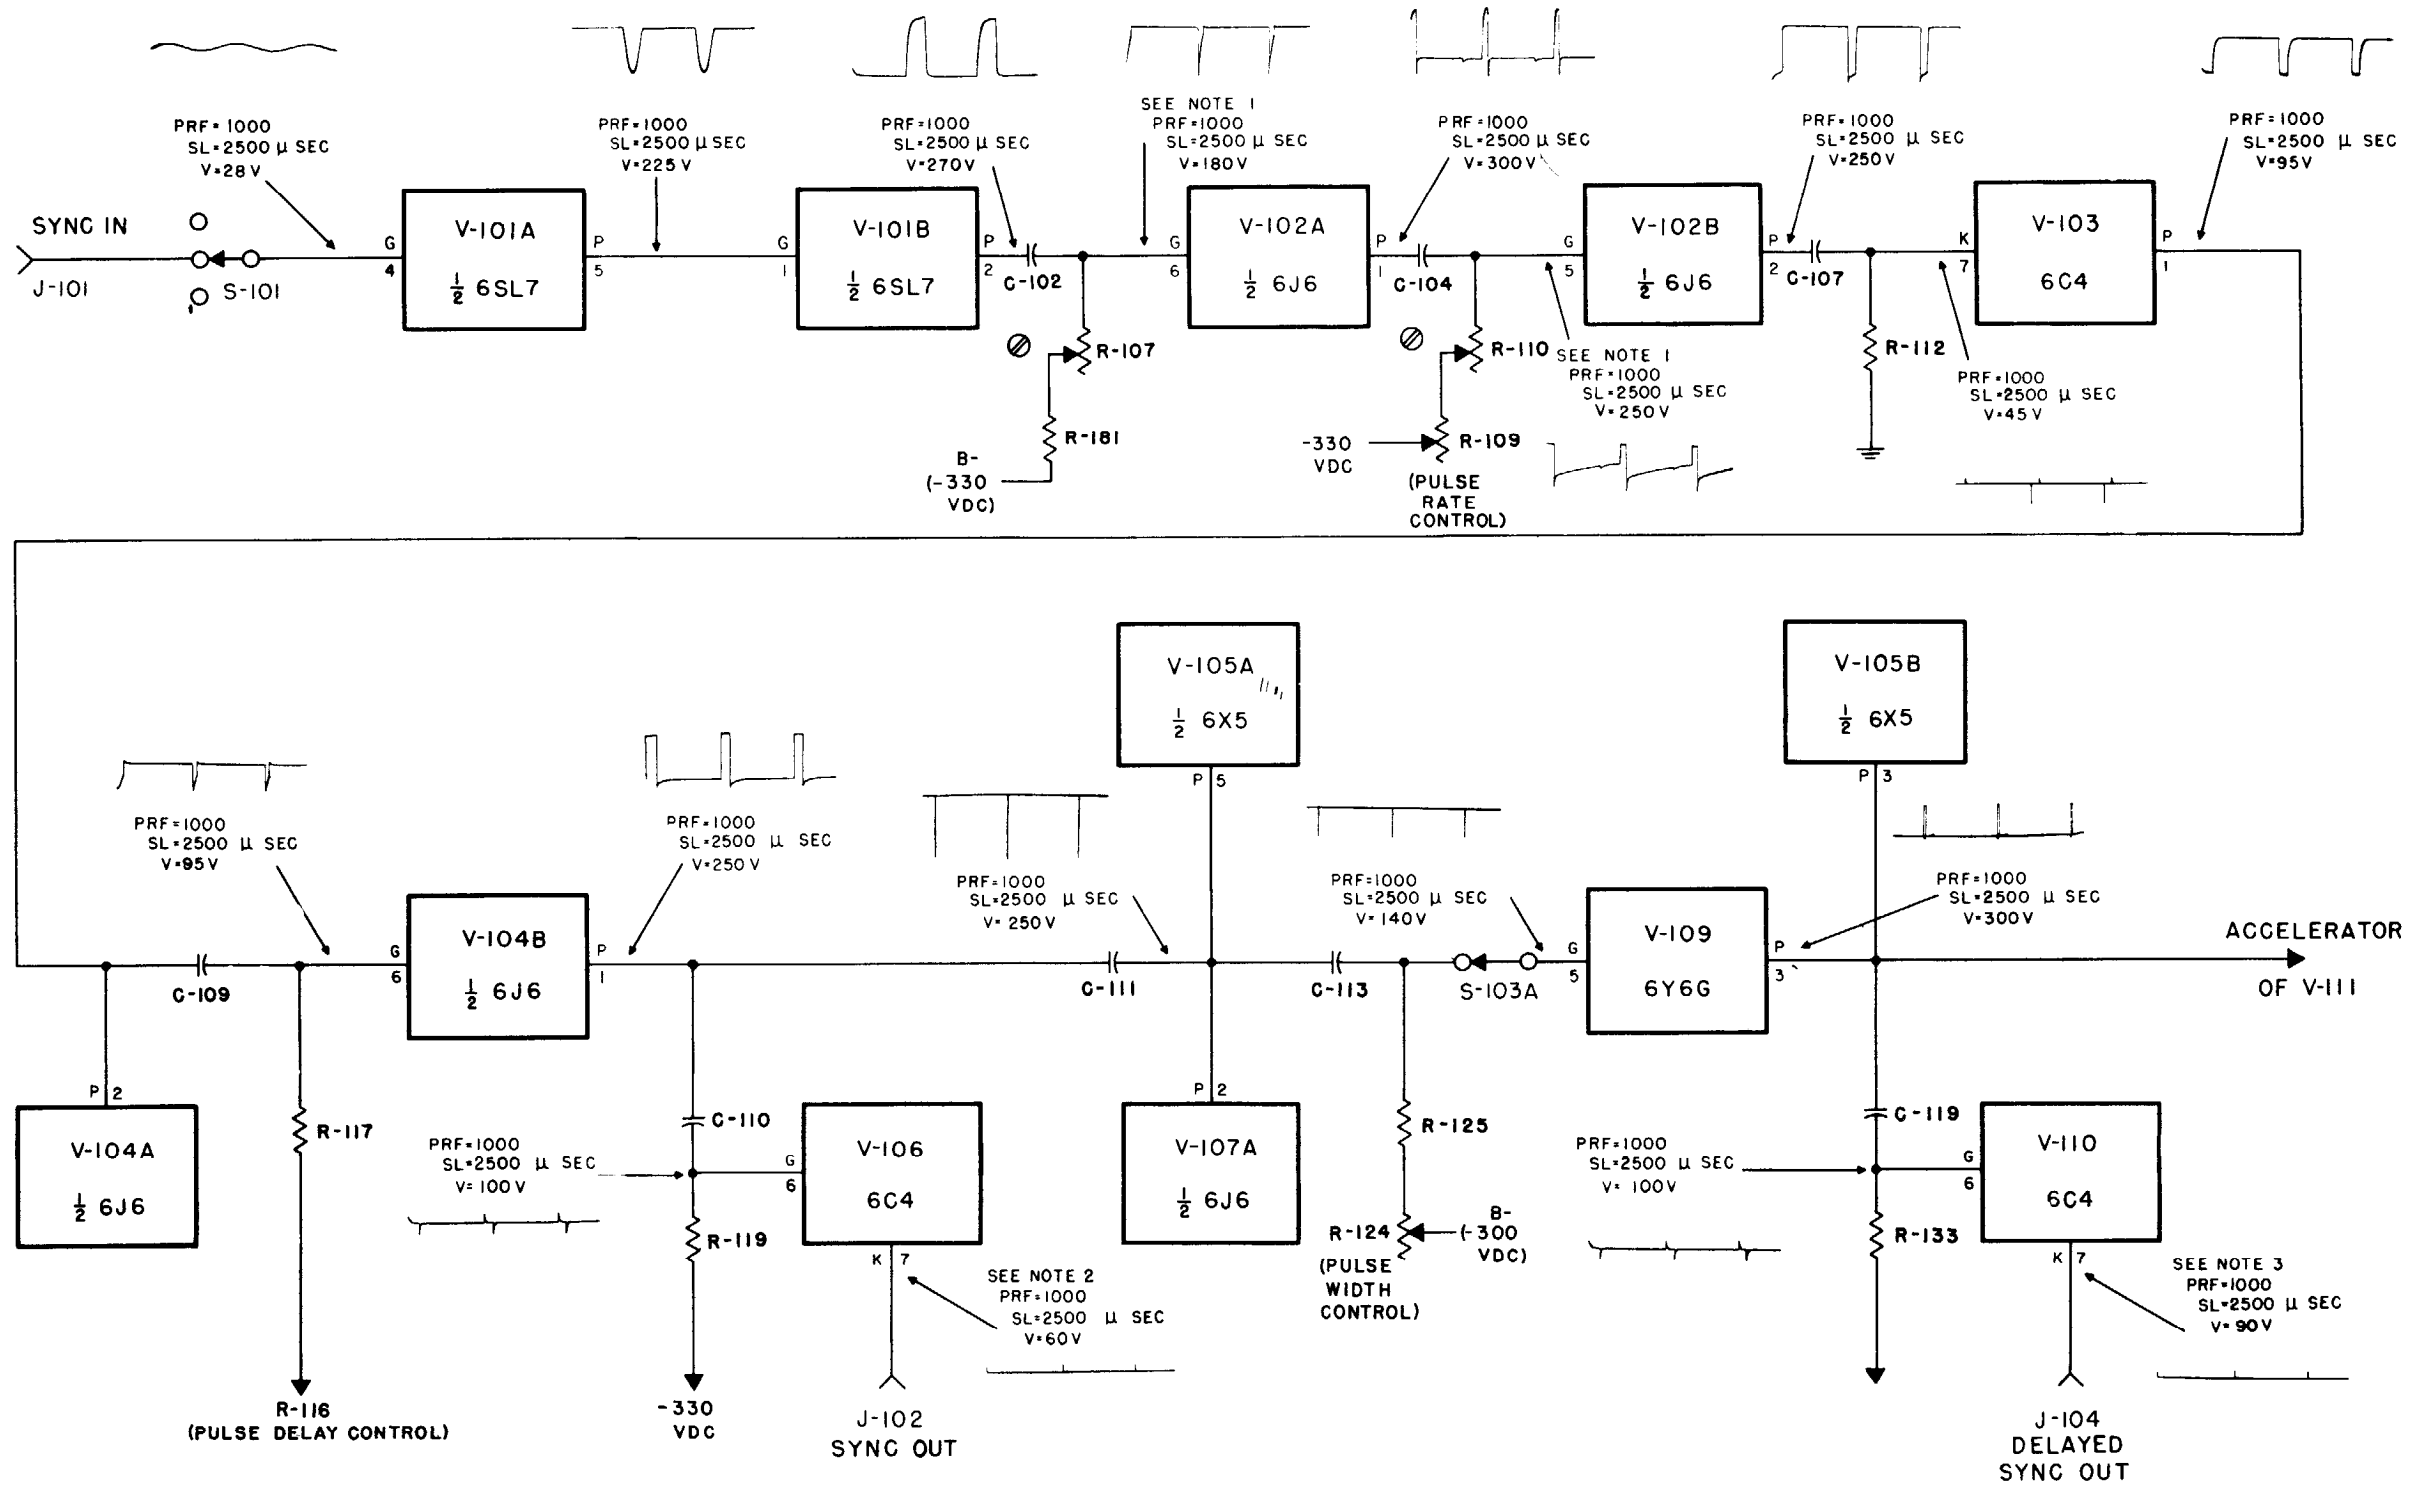 PRF=1000
SL=2500 μ SEC
V=28V
PRF=1000
SL=2500 μ SEC
V=225V
PRF=1000
SL=2500 μ SEC
V=270V
SEE NOTE 1
PRF=1000
SL=2500 μ SEC
V=180V
PRF=1000
SL=2500 μ SEC
V=300V
PRF=1000
SL=2500 μ SEC
V=250V
PRF=1000
SL=2500 μ SEC
V=95V
SYNC IN
J-101
S-101
G
4
V-101A
½ 6SL7
P
5
G
1
V-101B
½ 6SL7
P
2
C-102
G
6
V-102A
½ 6J6
P
1
C-104
G
5
V-102B
½ 6J6
P
2
C-107
K
7
V-103
6C4
P
1
R-107
R-181
B-
(-330
VDC)
R-110
-330
VDC
R-109
(PULSE
RATE
CONTROL)
SEE NOTE 1
PRF=1000
SL=2500 μ SEC
V=250V
R-112
PRF=1000
SL=2500 μ SEC
V=45V
V-105A
½ 6X5
P 5
V-105B
½ 6X5
P 3
PRF=1000
SL=2500 μ SEC
V=95V
PRF=1000
SL=2500 μ SEC
V=250V
PRF=1000
SL=2500 μ SEC
V=250V
PRF=1000
SL=2500 μ SEC
V=140V
PRF=1000
SL=2500 μ SEC
V=300V
C-109
G
6
V-104B
½ 6J6
P
1
C-111
C-113
S-103A
G
5
V-109
6Y6G
P
3
ACCELERATOR
OF V-111
P 2
V-104A
½ 6J6
R-117
R-116
(PULSE DELAY CONTROL)
PRF=1000
SL=2500 μ SEC
V=100V
C-110
G
6
V-106
6C4
K 7
R-119
-330
VDC
SEE NOTE 2
PRF=1000
SL=2500 μ SEC
V=60V
J-102
SYNC OUT
P 2
V-107A
½ 6J6
R-125
R-124
(PULSE
WIDTH
CONTROL)
B-
(-300
VDC)
PRF=1000
SL=2500 μ SEC
V=100V
C-119
G
6
V-110
6C4
K 7
R-133
SEE NOTE 3
PRF=1000
SL=2500 μ SEC
V=90V
J-104
DELAYED
SYNC OUT